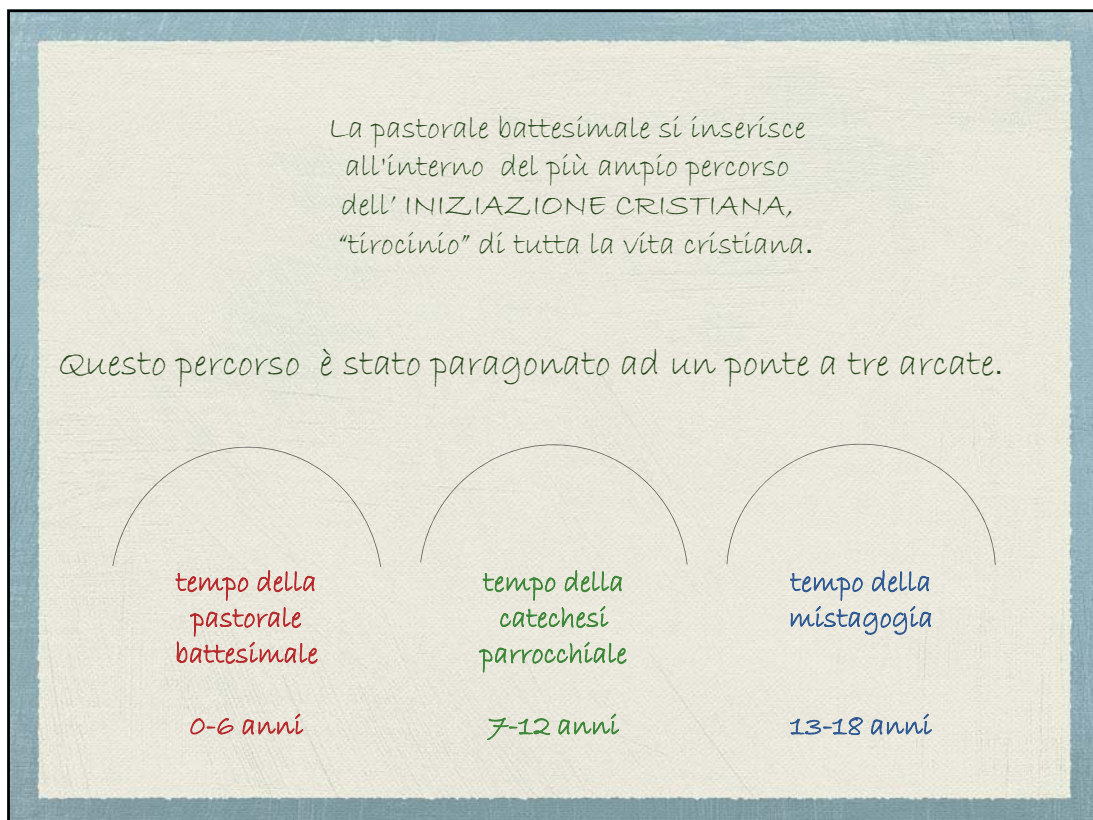 La pastorale battesimale si inserisce
all'interno del più ampio percorso
dell' INIZIAZIONE CRISTIANA,
“tirocinio” di tutta la vita cristiana.
Questo percorso è stato paragonato ad un ponte a tre arcate.
tempo della
pastorale
battesimale
0-6 anni
tempo della
catechesi
parrocchiale
7-12 anni
tempo della
mistagogia
13-18 anni